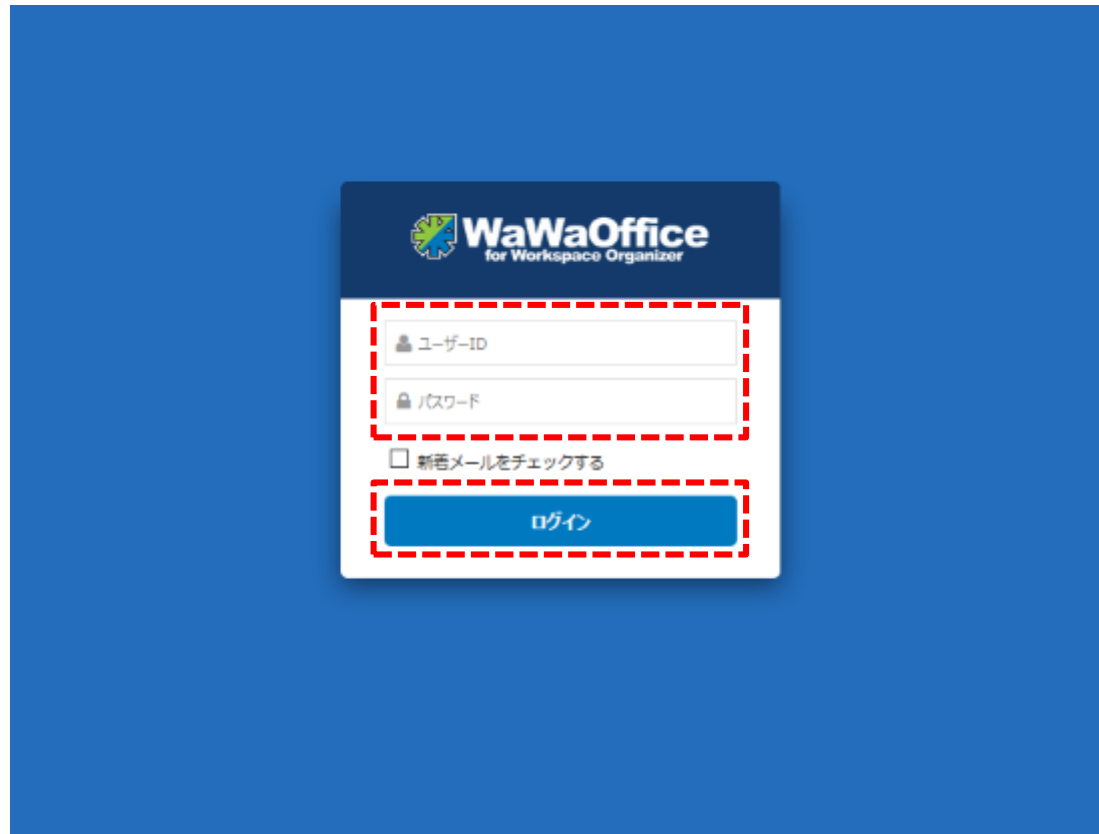 WaWaOffice
for Workspace Organizer
ユーザーID
パスワード
新着メールをチェックする
ログイン